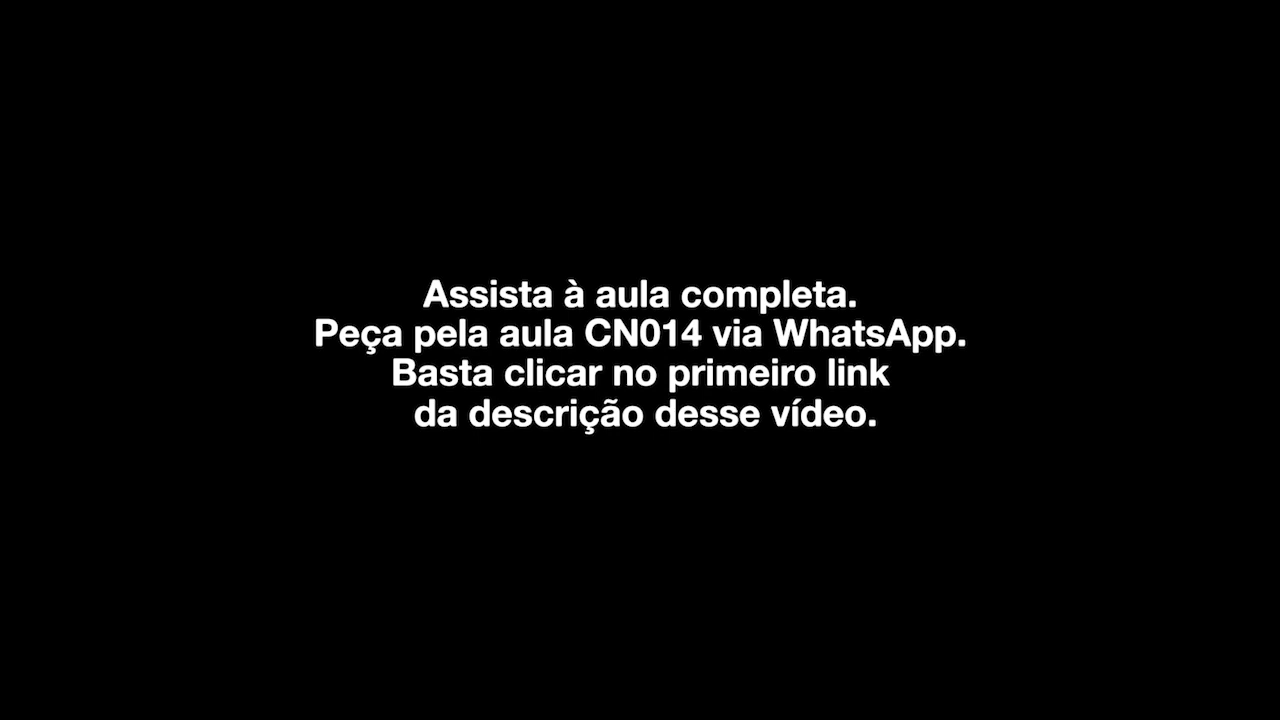 Assista à aula completa.
Peça pela aula CN014 via WhatsApp.
Basta clicar no primeiro link
da descrição desse vídeo.